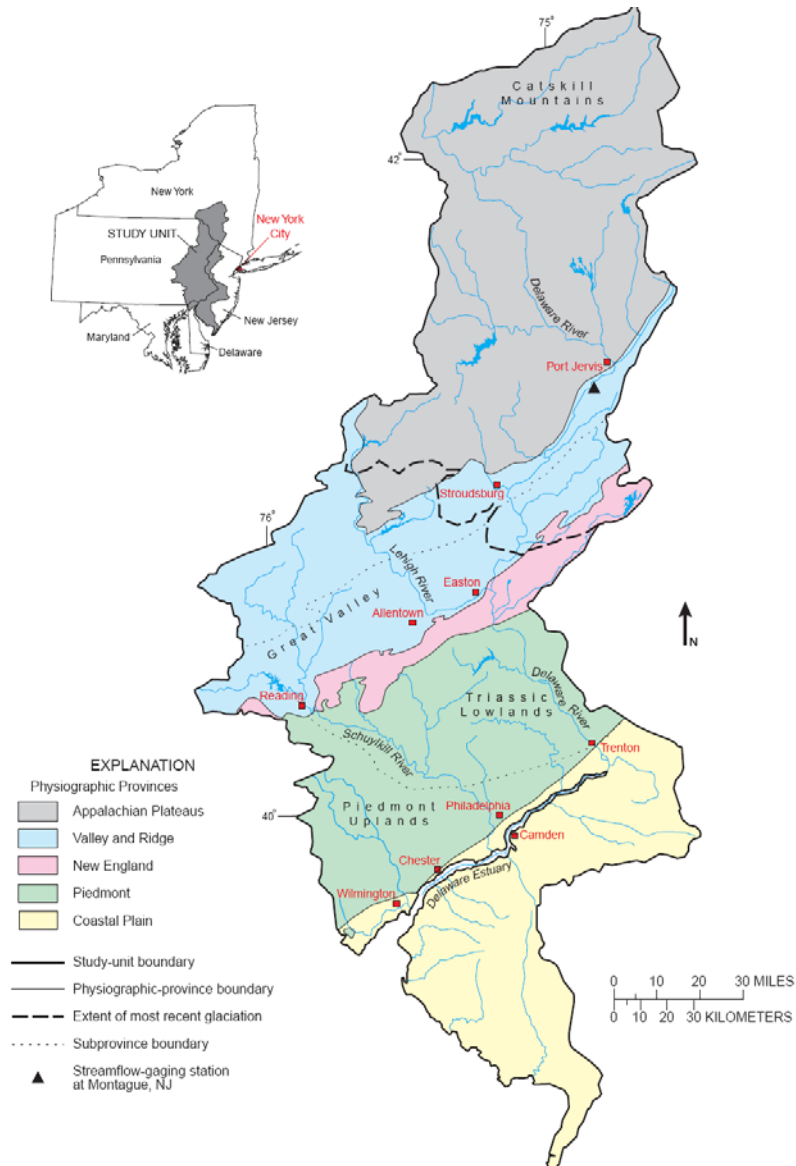 75°
Catskill
Mountains
42°
New York
New York
City
STUDY UNIT
Pennsylvania
New Jersey
Maryland
Delaware
Delaware
River
Port Jervis
Stroudsburg
76°
Lehigh River
Easton
Great Valley
Allentown
N
Reading
Delaware River
Triassic
Lowlands
Schuylkill River
Trenton
Piedmont
Uplands
40°
Philadelphia
Camden
Chester
Delaware Estuary
Wilmington
EXPLANATION
Physiographic Provinces
Appalachian Plateaus
Valley and Ridge
New England
Piedmont
Coastal Plain
Study-unit boundary
Physiographic-province boundary
Extent of most recent glaciation
Subprovince boundary
Streamflow-gaging station
at Montague, NJ
0 10 20 30 MILES
0 10 20 30 KILOMETERS